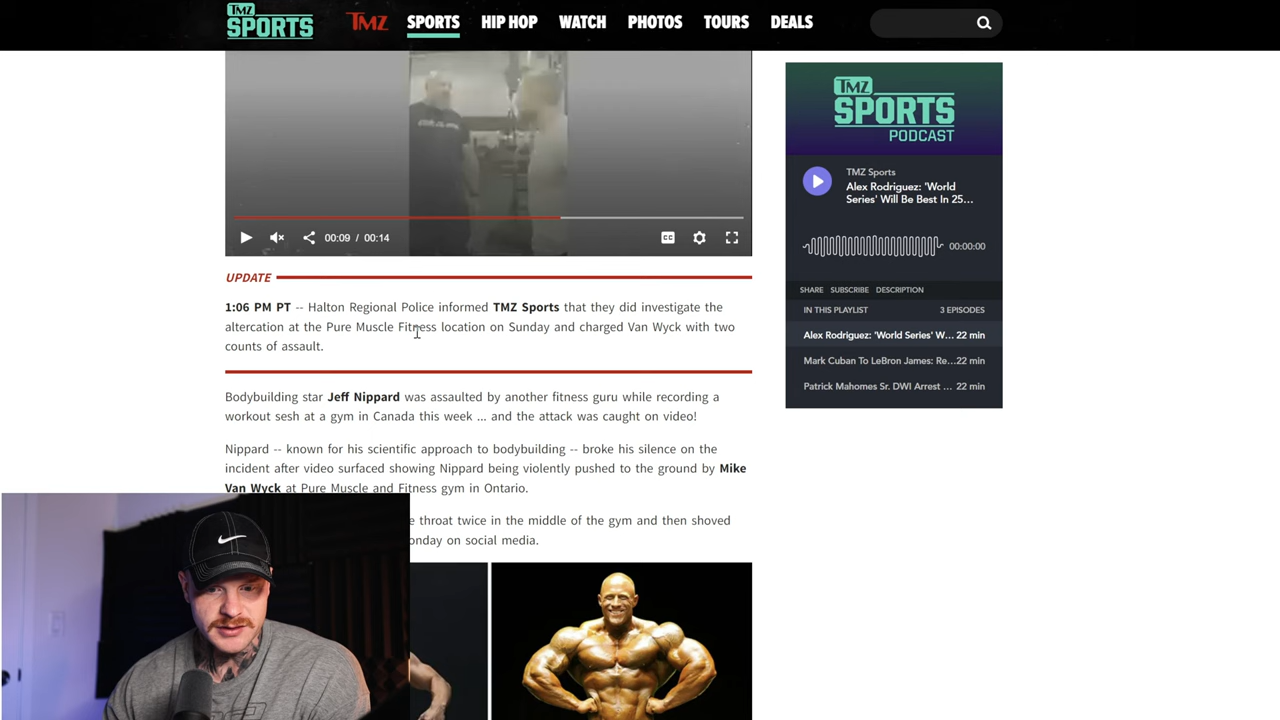 TMZ SPORTS
TMZ SPORTS HIP HOP WATCH PHOTOS TOURS DEALS
00:09 / 00:14
CC
UPDATE
1:06 PM PT -- Halton Regional Police informed TMZ Sports that they did investigate the
altercation at the Pure Muscle Fitness location on Sunday and charged Van Wyck with two
counts of assault.
Bodybuilding star Jeff Nippard was assaulted by another fitness guru while recording a
workout sesh at a gym in Canada this week ... and the attack was caught on video!
Nippard -- known for his scientific approach to bodybuilding -- broke his silence on the
incident after video surfaced showing Nippard being violently pushed to the ground by Mike
Van Wyck at Pure Muscle and Fitness gym in Ontario.
e throat twice in the middle of the gym and then shoved
onday on social media.
TMZ
SPORTS
PODCAST
TMZ Sports
Alex Rodriguez: 'World
Series' Will Be Best In 25...
00:00:00
SHARE SUBSCRIBE DESCRIPTION
IN THIS PLAYLIST 3 EPISODES
Alex Rodriguez: 'World Series' W... 22 min
Mark Cuban To LeBron James: Re... 22 min
Patrick Mahomes Sr. DWI Arrest ... 22 min